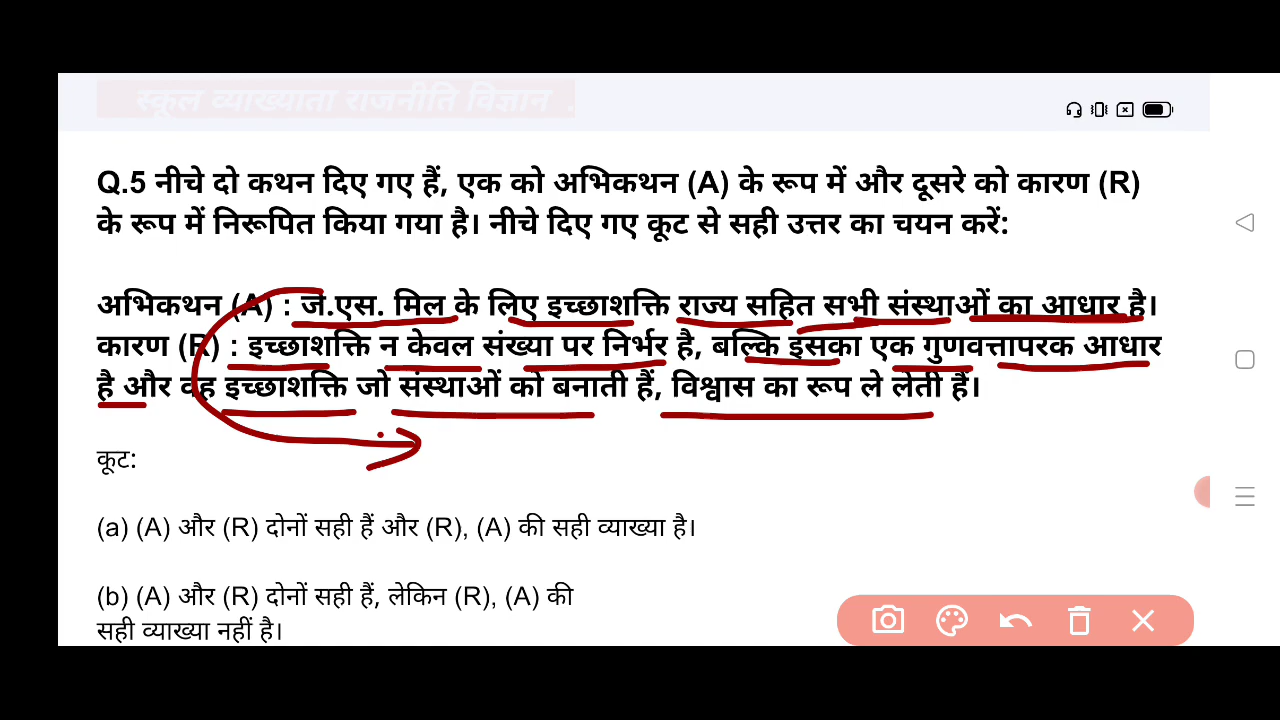 स्कूल व्याख्याता राजनीति विज्ञान .
Q.5 नीचे दो कथन दिए गए हैं, एक को अभिकथन (A) के रूप में और दूसरे को कारण (R)
के रूप में निरूपित किया गया है। नीचे दिए गए कूट से सही उत्तर का चयन करें:
अभिकथन (A) : जे.एस. मिल के लिए इच्छाशक्ति राज्य सहित सभी संस्थाओं का आधार है।
कारण (R) : इच्छाशक्ति न केवल संख्या पर निर्भर है, बल्कि इसका एक गुणवत्तापरक आधार
है और वह इच्छाशक्ति जो संस्थाओं को बनाती हैं, विश्वास का रूप ले लेती हैं।
कूट:
(a) (A) और (R) दोनों सही हैं और (R), (A) की सही व्याख्या है।
(b) (A) और (R) दोनों सही हैं, लेकिन (R), (A) की
सही व्याख्या नहीं है।